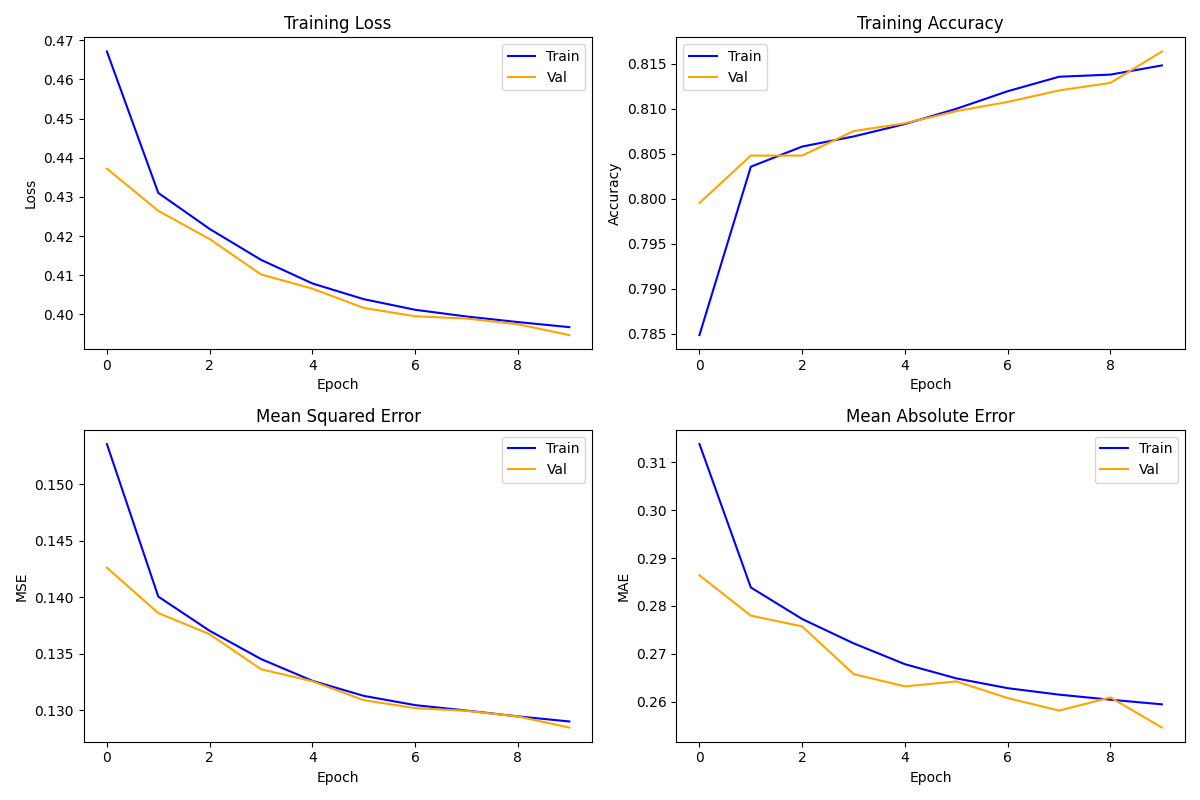 Training Loss
0.47
0.46
0.45
0.44
0.43
0.42
0.41
0.40
Loss
Train
Val
0 2 4 6 8
Epoch
Training Accuracy
0.815
0.810
0.805
0.800
0.795
0.790
0.785
Accuracy
Train
Val
0 2 4 6 8
Epoch
Mean Squared Error
0.150
0.145
0.140
0.135
0.130
MSE
Train
Val
0 2 4 6 8
Epoch
Mean Absolute Error
0.31
0.30
0.29
0.28
0.27
0.26
MAE
Train
Val
0 2 4 6 8
Epoch